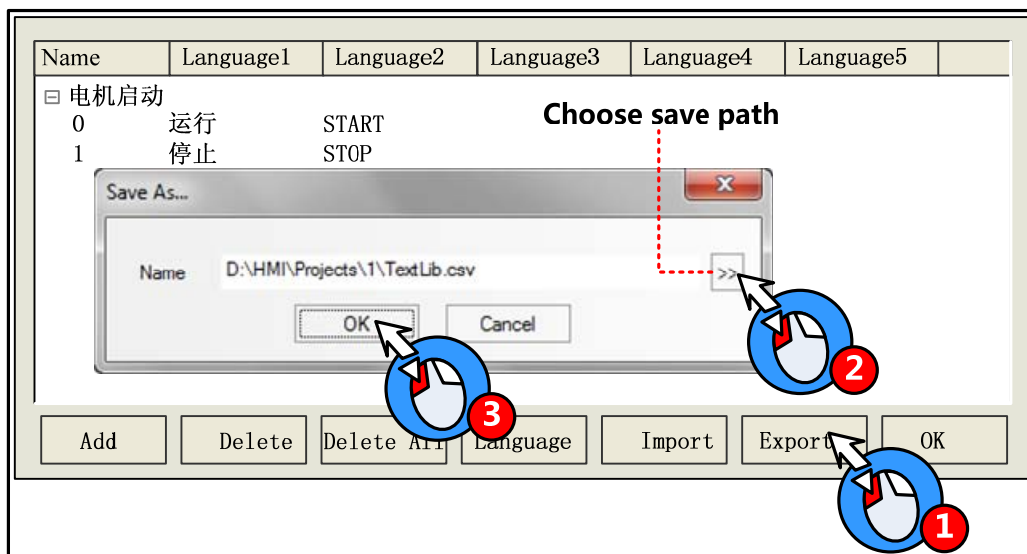 Name Language1 Language2 Language3 Language4 Language5
电机启动
0 运行 START
1 停止 STOP
Choose save path
Save As...
Name D:\HMI\Projects\1\TextLib.csv >>
OK Cancel
2
3
Add Delete Delete All Language Import Export OK
1